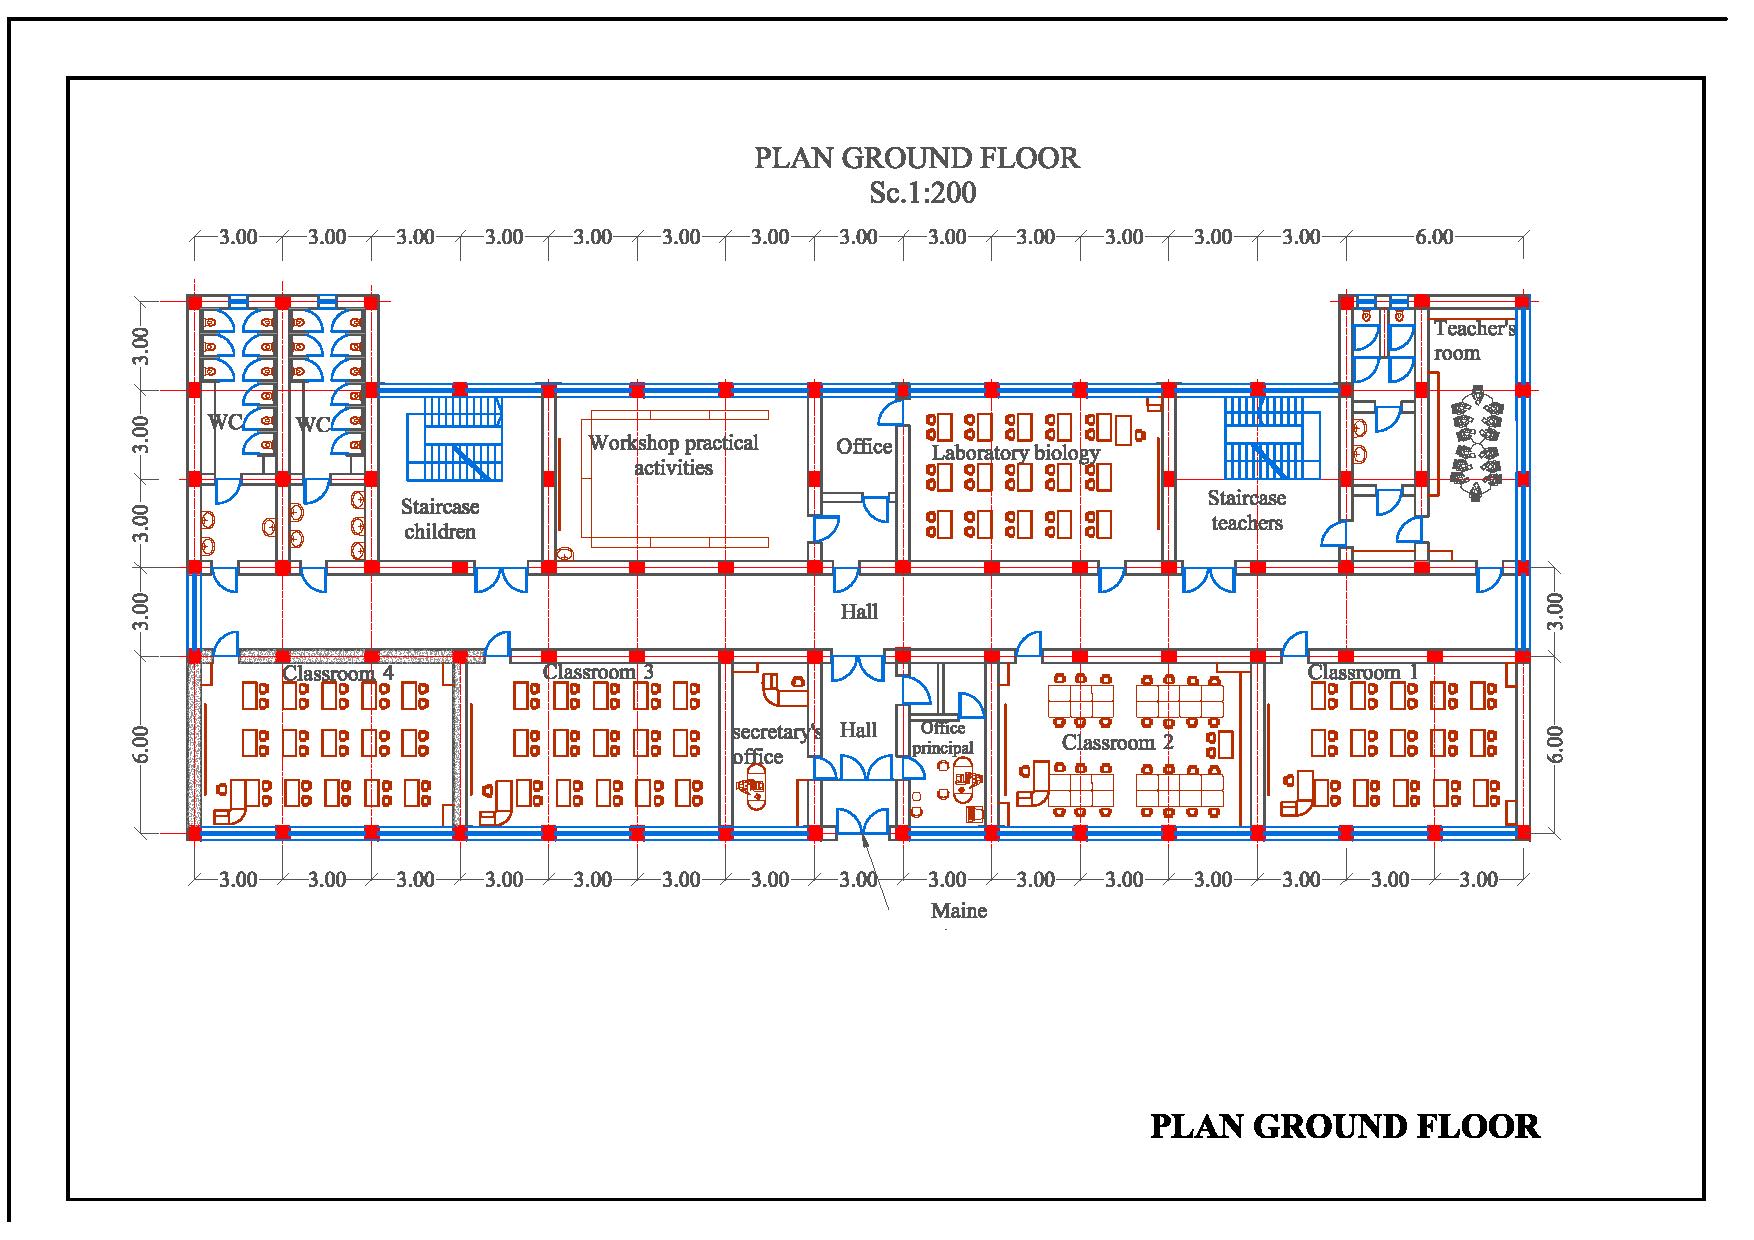 PLAN GROUND FLOOR
Sc.1:200
3.00 3.00 3.00 3.00 3.00 3.00 3.00 3.00 3.00 3.00 3.00 3.00 3.00 6.00
3.00
3.00
3.00
3.00
6.00
3.00
6.00
Teacher's
room
WC
WC
Workshop practical
activities
Office
Laboratory biology
Staircase
children
Staircase
teachers
Hall
Classroom 4
Classroom 3
secretary's
office
Hall
Office
principal
Classroom 2
Classroom 1
3.00 3.00 3.00 3.00 3.00 3.00 3.00 3.00 3.00 3.00 3.00 3.00 3.00 3.00 3.00
Maine
PLAN GROUND FLOOR